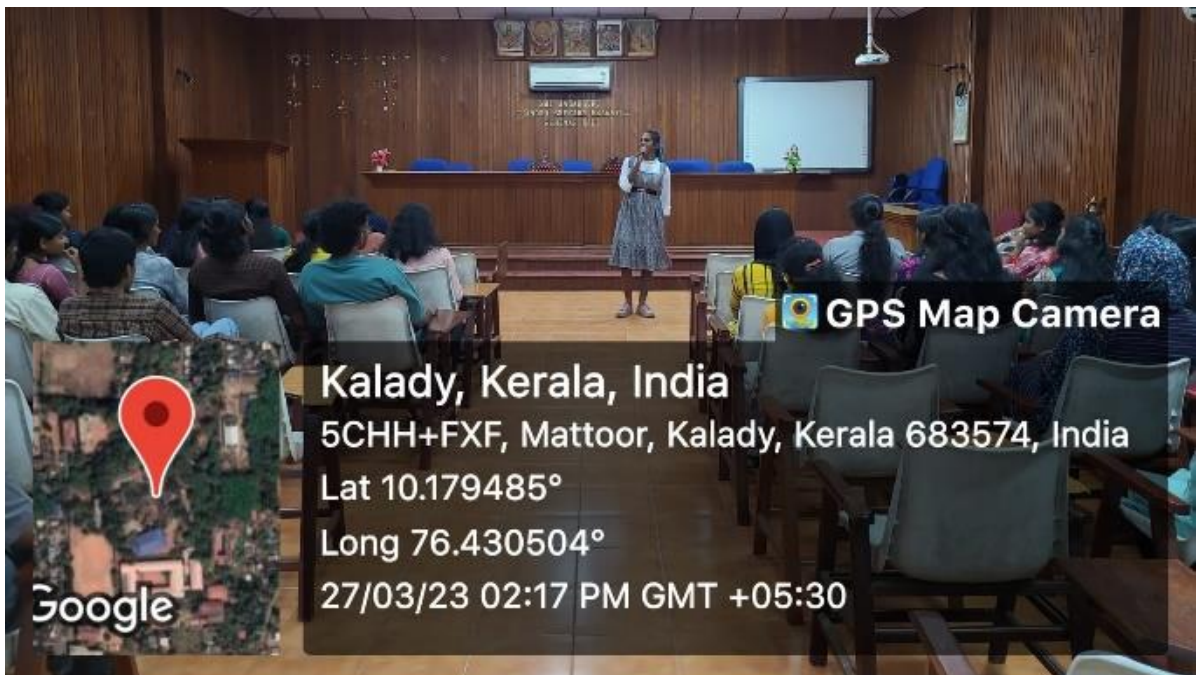 GPS Map Camera
Kalady, Kerala, India
5CHH+FXF, Mattoor, Kalady, Kerala 683574, India
Lat 10.179485°
Long 76.430504°
27/03/23 02:17 PM GMT +05:30
Google